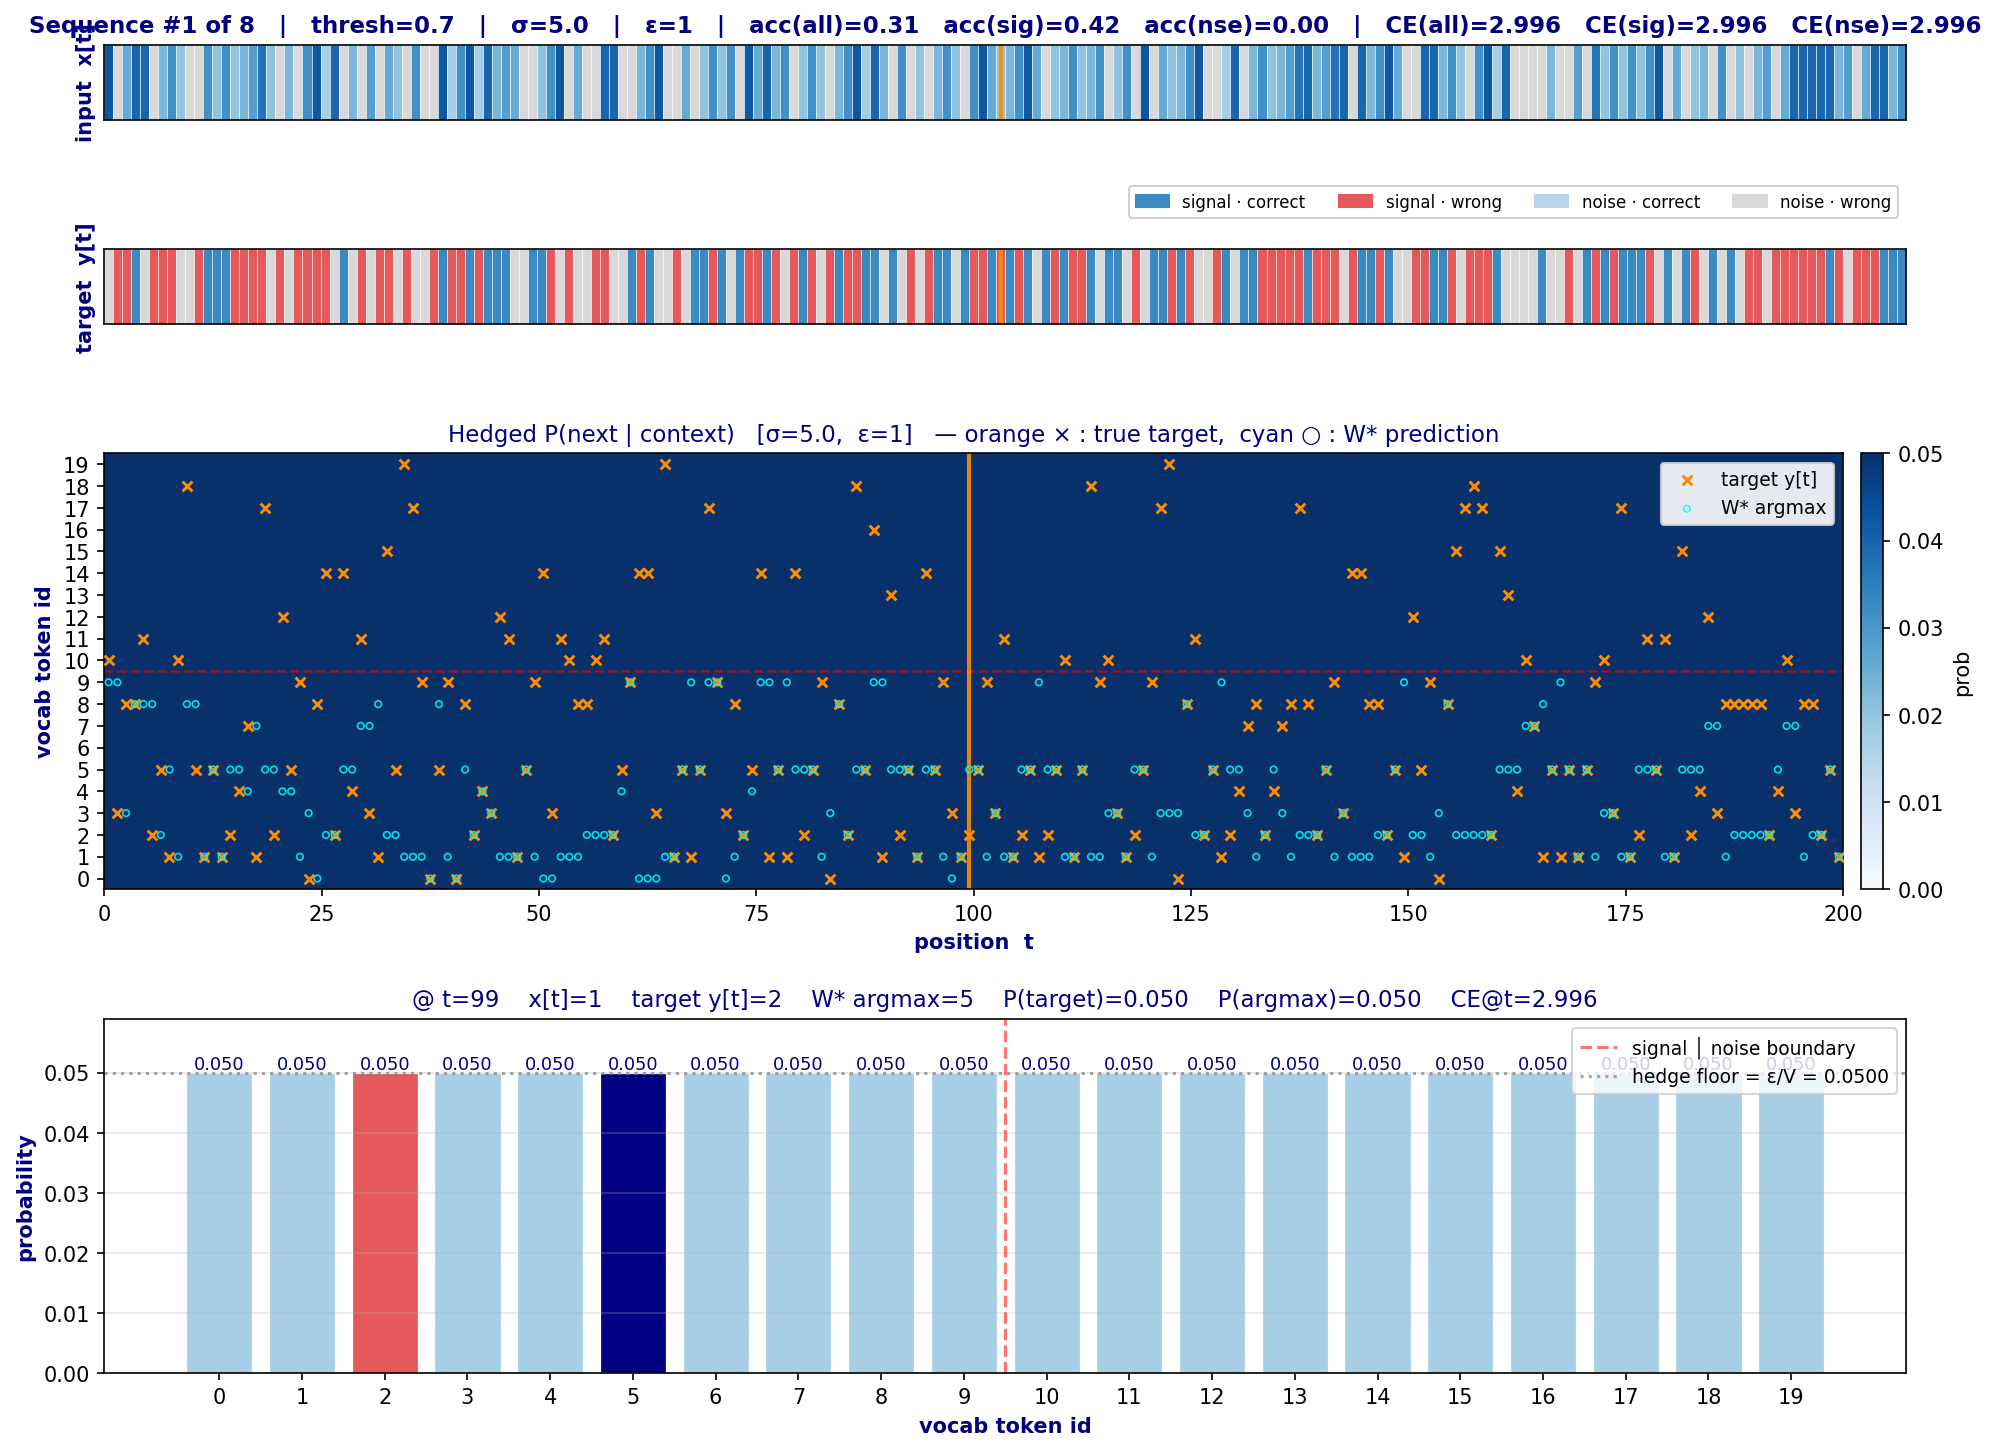 Sequence #1 of 8 | thresh=0.7 | σ=5.0 | ε=1 | acc(all)=0.31 acc(sig)=0.42 acc(nse)=0.00 | CE(all)=2.996 CE(sig)=2.996 CE(nse)=2.996
input x[t]
signal · correct
signal · wrong
noise · correct
noise · wrong
target y[t]
Hedged P(next | context) [σ=5.0, ε=1] — orange × : true target, cyan ○ : W* prediction
target y[t]
W* argmax
vocab token id
19
18
17
16
15
14
13
12
11
10
9
8
7
6
5
4
3
2
1
0
0 25 50 75 100 125 150 175 200
position t
0.05
0.04
0.03
0.02
0.01
0.00
prob
@ t=99 x[t]=1 target y[t]=2 W* argmax=5 P(target)=0.050 P(argmax)=0.050 CE@t=2.996
signal | noise boundary
hedge floor = ε/V = 0.0500
0.050 0.050 0.050 0.050 0.050 0.050 0.050 0.050 0.050 0.050 0.050 0.050 0.050 0.050 0.050 0.050 0.050 0.050 0.050 0.050
probability
0.05
0.04
0.03
0.02
0.01
0.00
0 1 2 3 4 5 6 7 8 9 10 11 12 13 14 15 16 17 18 19
vocab token id